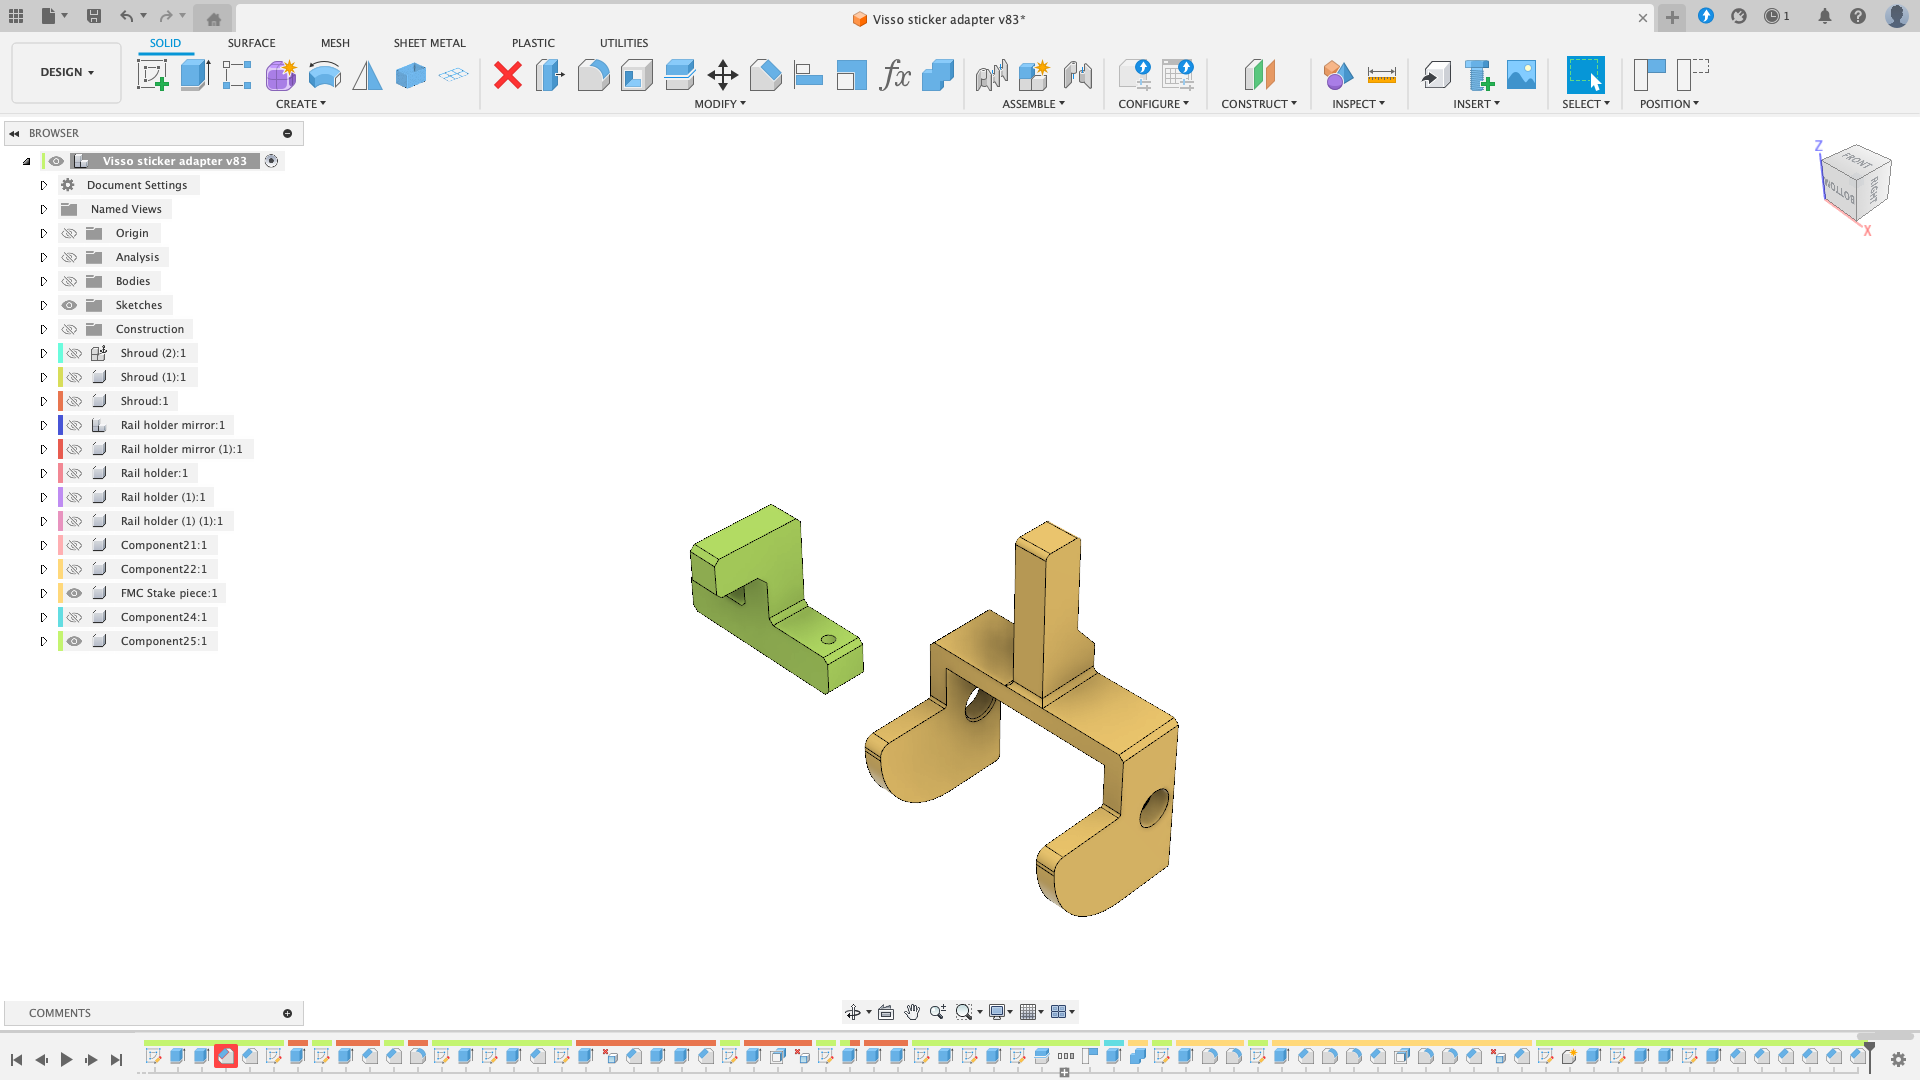 Visso sticker adapter v83*
1
DESIGN
SOLID
SURFACE
MESH
SHEET METAL
PLASTIC
UTILITIES
CREATE
MODIFY
ASSEMBLE
CONFIGURE
CONSTRUCT
INSPECT
INSERT
SELECT
POSITION
fx
BROWSER
Visso sticker adapter v83
Document Settings
Named Views
Origin
Analysis
Bodies
Sketches
Construction
Shroud (2):1
Shroud (1):1
Shroud:1
Rail holder mirror:1
Rail holder mirror (1):1
Rail holder:1
Rail holder (1):1
Rail holder (1) (1):1
Component21:1
Component22:1
FMC Stake piece:1
Component24:1
Component25:1
Z
FRONT
BOTTOM
RIGHT
X
COMMENTS